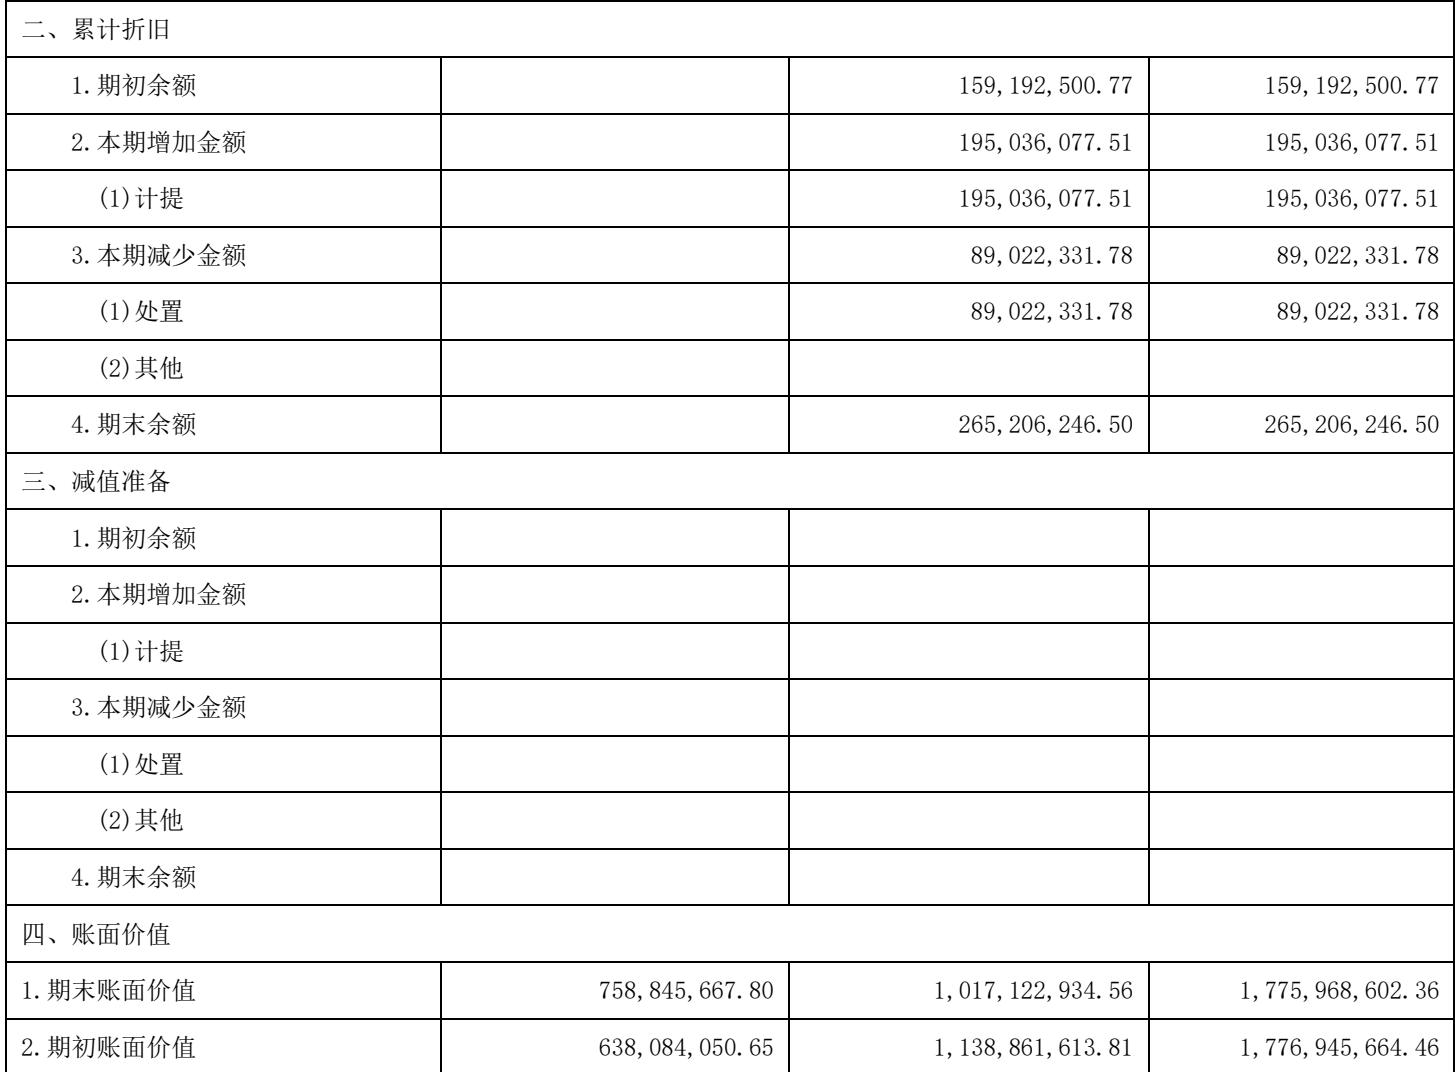 二、累计折旧
1.期初余额 159,192,500.77 159,192,500.77
2.本期增加金额 195,036,077.51 195,036,077.51
(1)计提 195,036,077.51 195,036,077.51
3.本期减少金额 89,022,331.78 89,022,331.78
(1)处置 89,022,331.78 89,022,331.78
(2)其他
4.期末余额 265,206,246.50 265,206,246.50
三、减值准备
1.期初余额
2.本期增加金额
(1)计提
3.本期减少金额
(1)处置
(2)其他
4.期末余额
四、账面价值
1.期末账面价值 758,845,667.80 1,017,122,934.56 1,775,968,602.36
2.期初账面价值 638,084,050.65 1,138,861,613.81 1,776,945,664.46